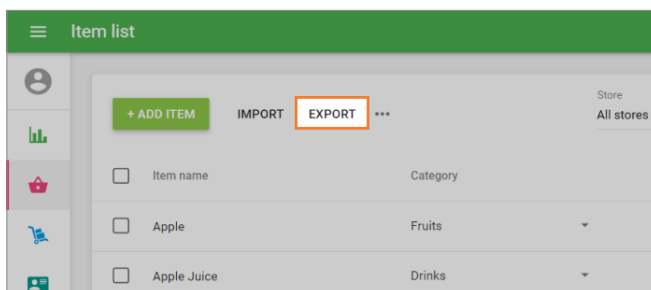 Item list
+ ADD ITEM IMPORT EXPORT •••
Store
All stores
Item name Category
Apple Fruits
Apple Juice Drinks